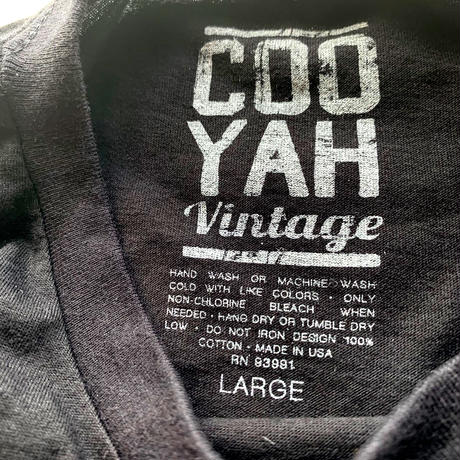 COO
YAH
Vintage
HAND WASH OR MACHINE WASH
COLD WITH LIKE COLORS • ONLY
NON-CHLORINE BLEACH WHEN
NEEDED • HANG DRY OR TUMBLE DRY
LOW • DO NOT IRON DESIGN 100%
COTTON • MADE IN USA
RN 93991
LARGE